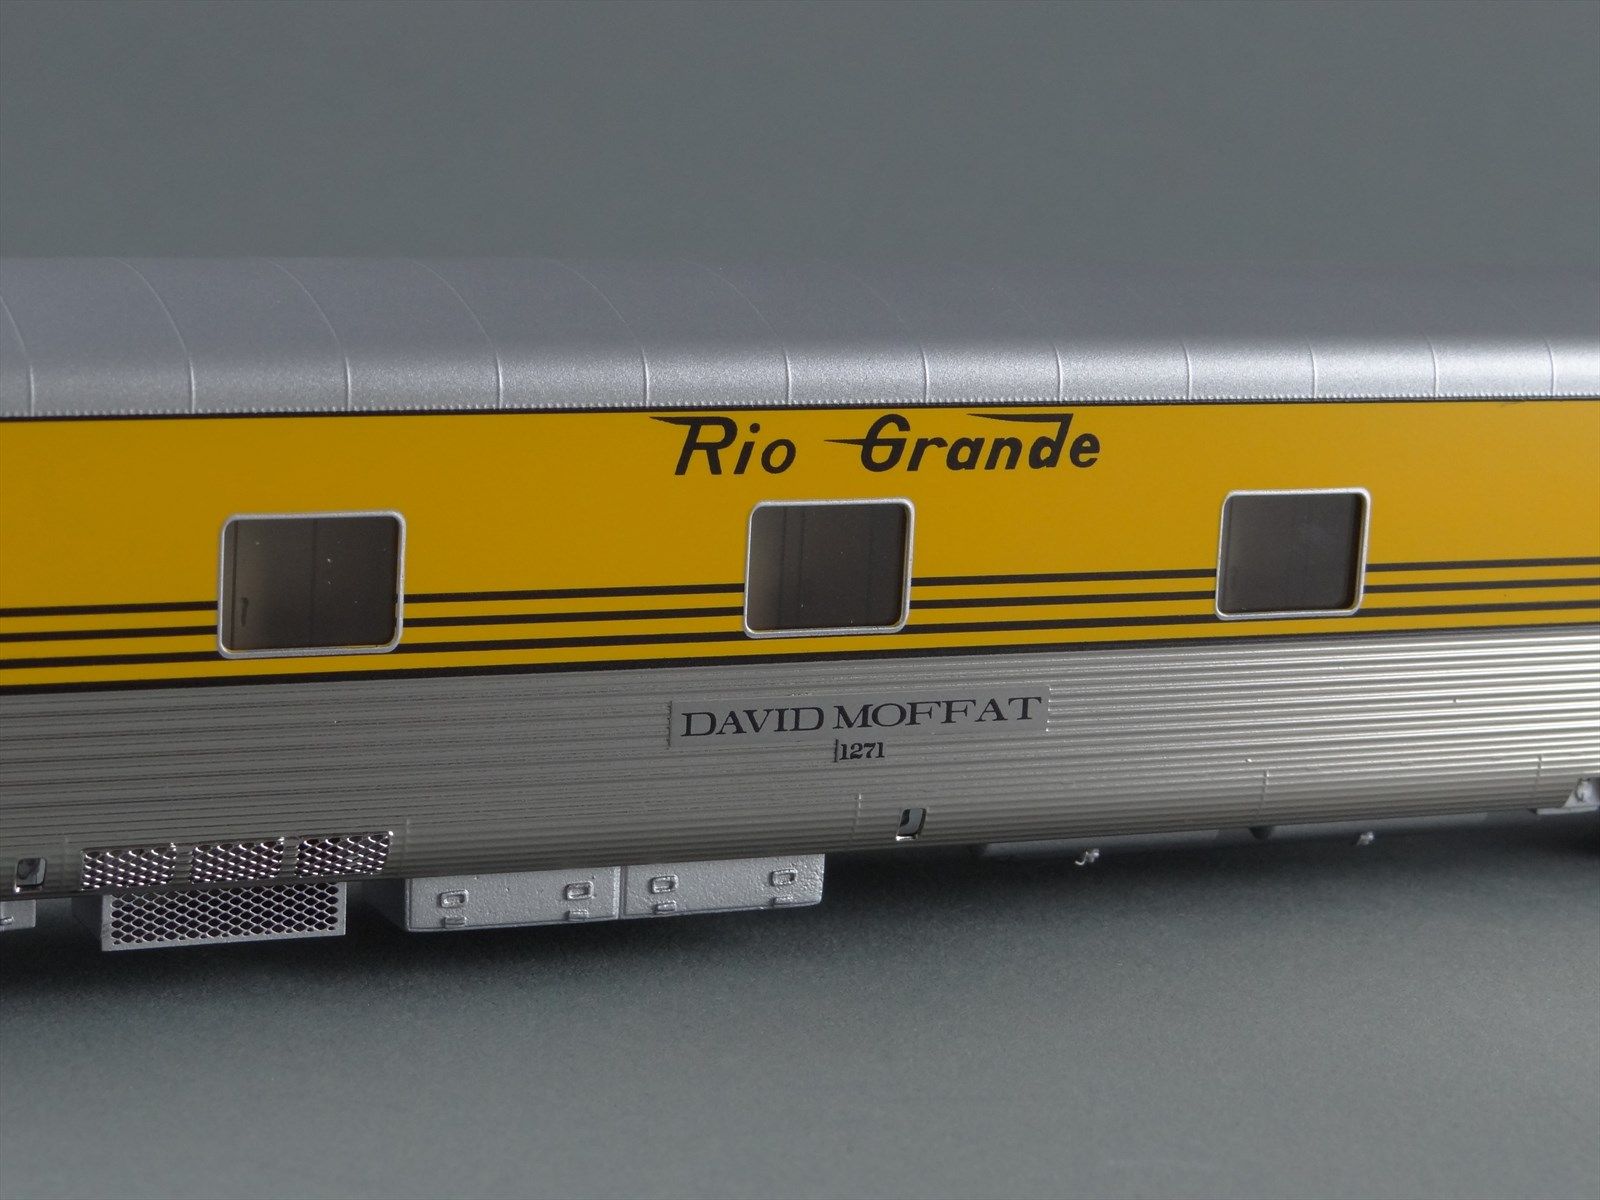 Rio Grande
DAVID MOFFAT
1271